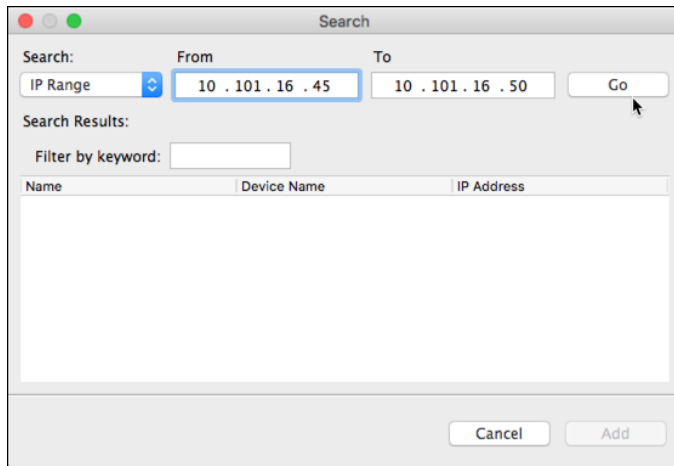 Search
Search: From To
IP Range 10 . 101 . 16 . 45 10 . 101 . 16 . 50 Go
Search Results:
Filter by keyword:
Name Device Name IP Address
Cancel Add